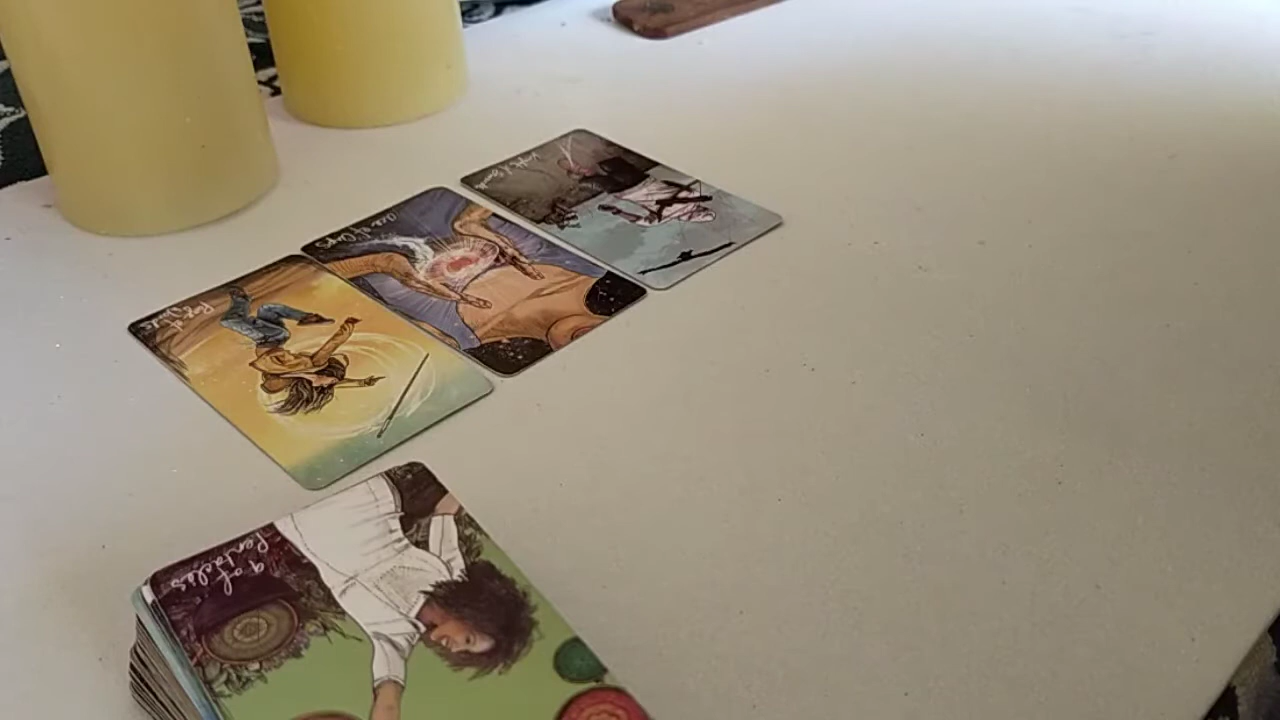 Knight of Swords
Ace of Cups
Page of
Wands
9 of
Pentacles